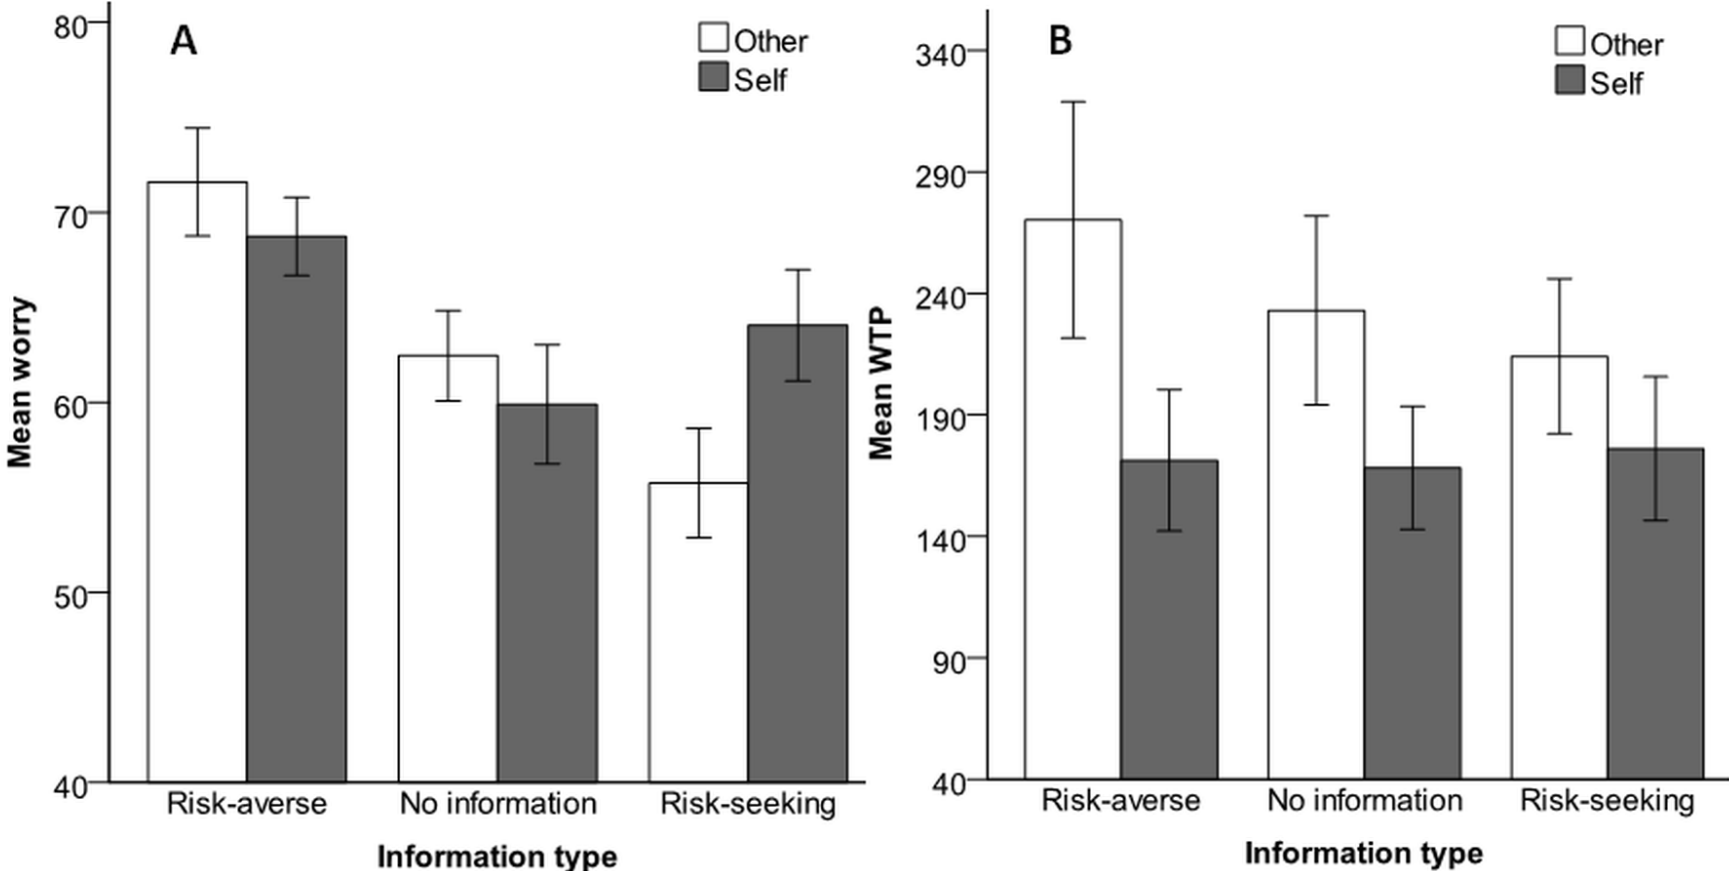 A
Other
Self
80
70
60
50
40
Mean worry
Risk-averse
No information
Risk-seeking
Information type
B
Other
Self
340
290
240
190
140
90
40
Mean WTP
Risk-averse
No information
Risk-seeking
Information type